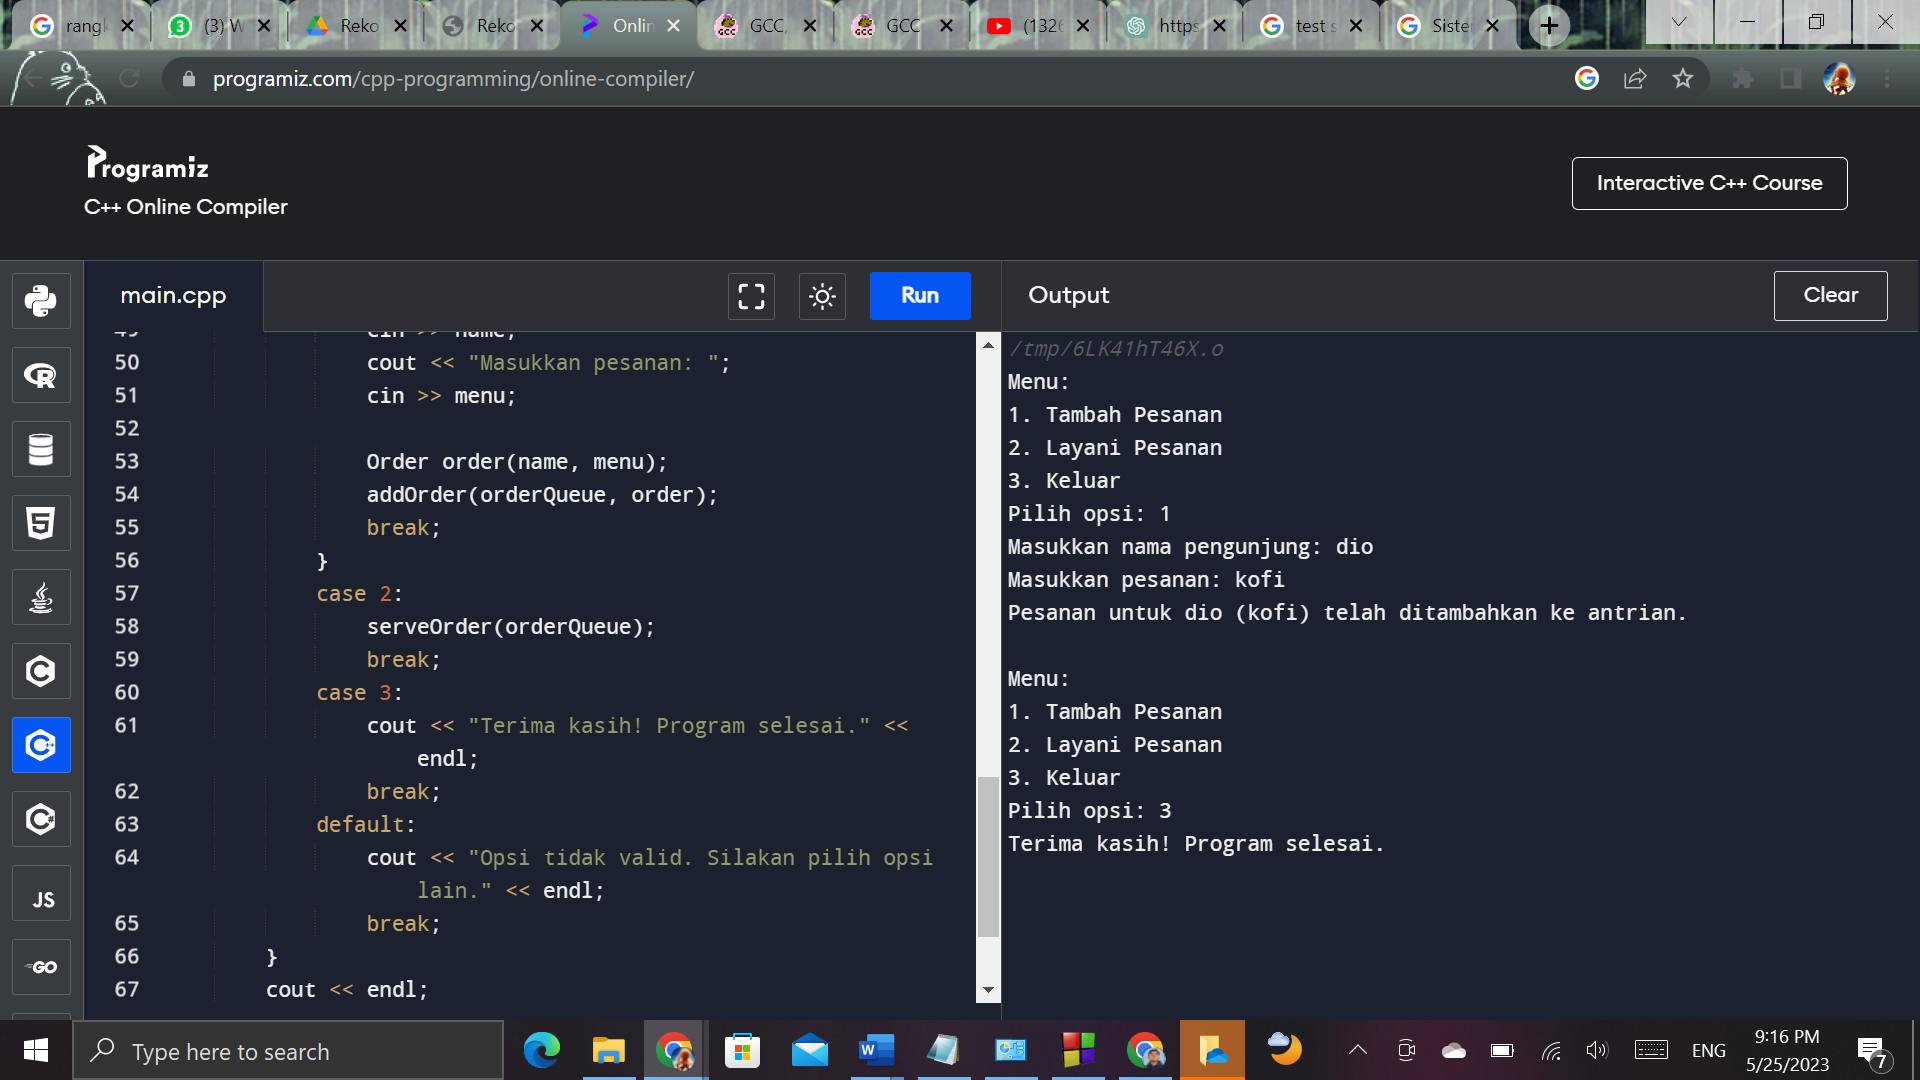 rang
(3) W
Reko
Reko
Onlin
GCC,
GCC
(132
https
test s
Siste
programiz.com/cpp-programming/online-compiler/
Programiz
C++ Online Compiler
Interactive C++ Course
main.cpp
Run
Output
Clear
49 cin >> name;
50 cout << "Masukkan pesanan: ";
51 cin >> menu;
52
53 Order order(name, menu);
54 addOrder(orderQueue, order);
55 break;
56 }
57 case 2:
58 serveOrder(orderQueue);
59 break;
60 case 3:
61 cout << "Terima kasih! Program selesai." <<
endl;
62 break;
63 default:
64 cout << "Opsi tidak valid. Silakan pilih opsi
lain." << endl;
65 break;
66 }
67 cout << endl;
/tmp/6LK41hT46X.o
Menu:
1. Tambah Pesanan
2. Layani Pesanan
3. Keluar
Pilih opsi: 1
Masukkan nama pengunjung: dio
Masukkan pesanan: kofi
Pesanan untuk dio (kofi) telah ditambahkan ke antrian.
Menu:
1. Tambah Pesanan
2. Layani Pesanan
3. Keluar
Pilih opsi: 3
Terima kasih! Program selesai.
JS
GO
Type here to search
ENG
9:16 PM
5/25/2023
7